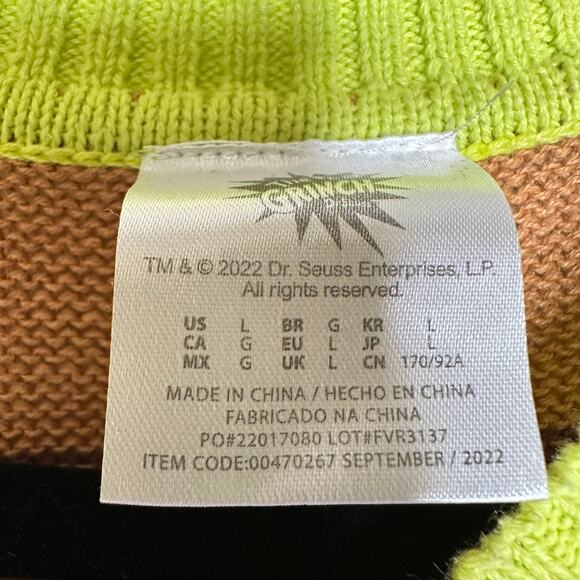 THE
Grinch
TM & © 2022 Dr. Seuss Enterprises, L.P.
All rights reserved.
US L BR G KR L
CA G EU L JP L
MX G UK L CN 170/92A
MADE IN CHINA / HECHO EN CHINA
FABRICADO NA CHINA
PO#22017080 LOT#FVR3137
ITEM CODE:00470267 SEPTEMBER / 2022